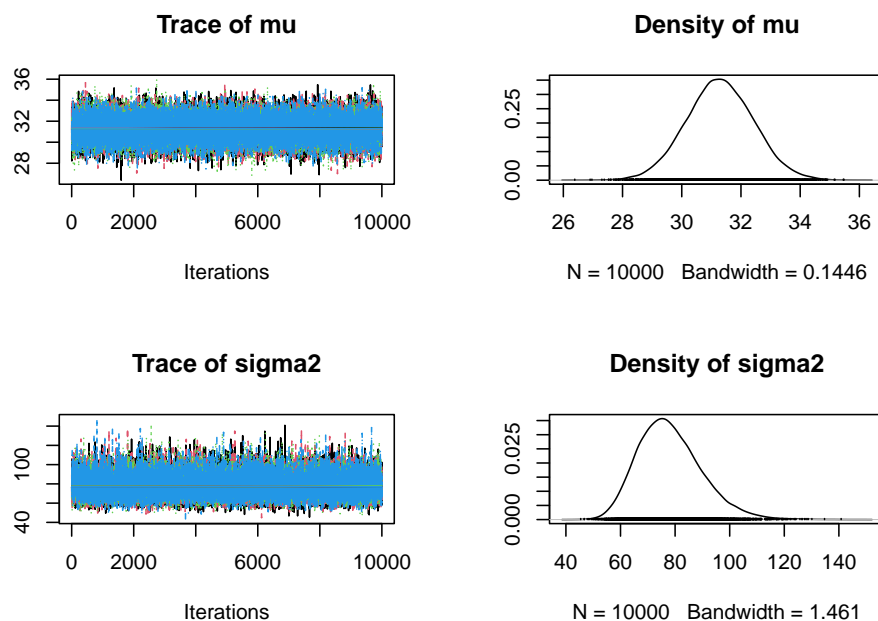 Trace of mu
36
32
28
0 2000 6000 10000
Iterations
Density of mu
0.25
0.00
26 28 30 32 34 36
N = 10000 Bandwidth = 0.1446
Trace of sigma2
100
40
0 2000 6000 10000
Iterations
Density of sigma2
0.025
0.000
40 60 80 100 120 140
N = 10000 Bandwidth = 1.461